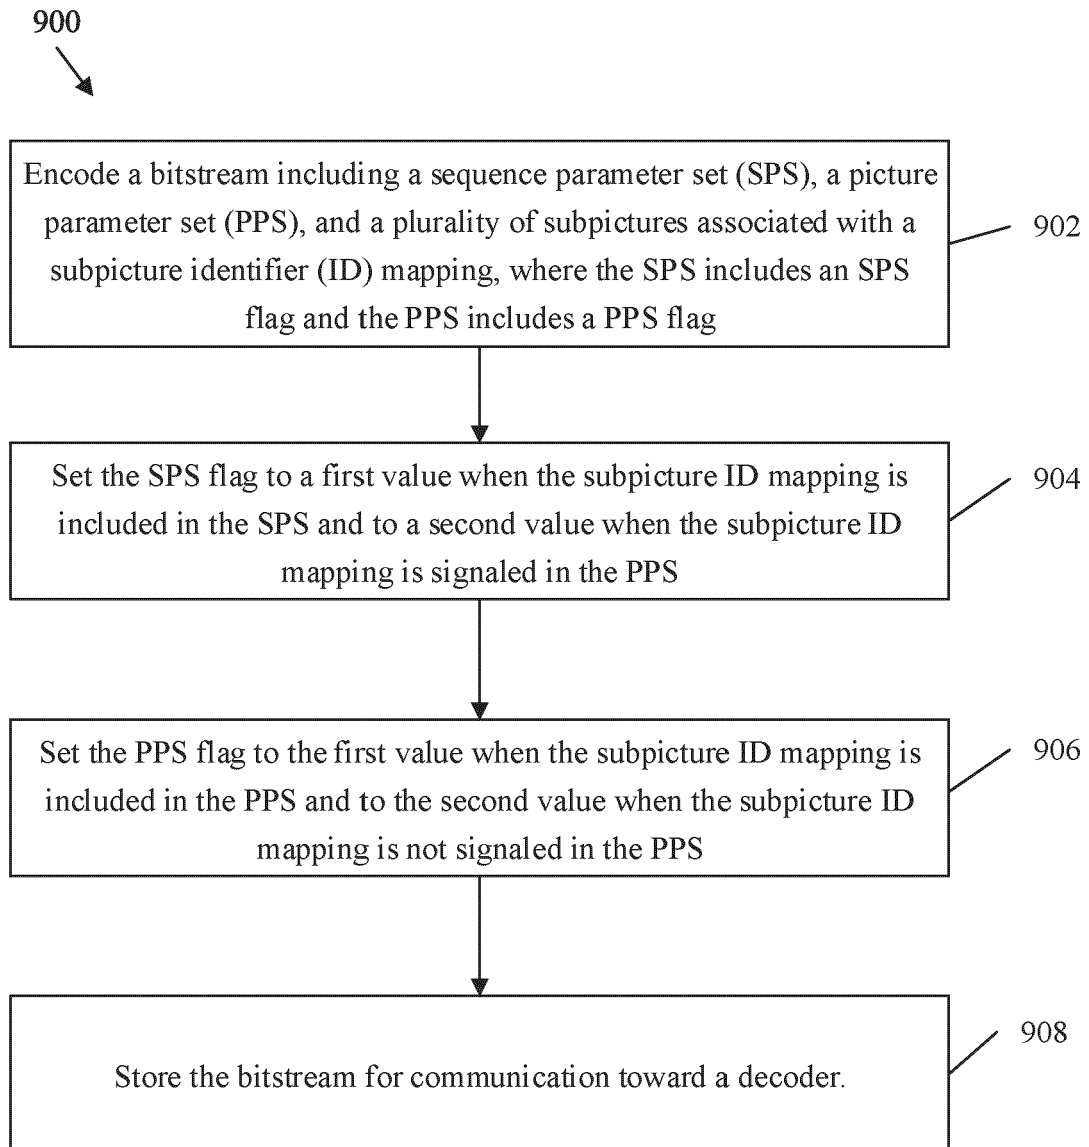 900
Encode a bitstream including a sequence parameter set (SPS), a picture
parameter set (PPS), and a plurality of subpictures associated with a
subpicture identifier (ID) mapping, where the SPS includes an SPS
flag and the PPS includes a PPS flag
902
Set the SPS flag to a first value when the subpicture ID mapping is
included in the SPS and to a second value when the subpicture ID
mapping is signaled in the PPS
904
Set the PPS flag to the first value when the subpicture ID mapping is
included in the PPS and to the second value when the subpicture ID
mapping is not signaled in the PPS
906
Store the bitstream for communication toward a decoder.
908